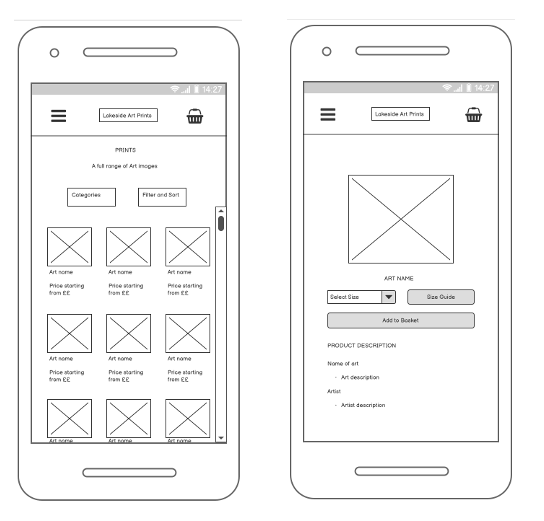 14:27
Lakeside Art Prints
PRINTS
A full range of Art images
Categories
Filter and Sort
Art name
Art name
Art name
Price starting
from ££
Price starting
from ££
Price starting
from ££
Art name
Art name
Art name
Price starting
from ££
Price starting
from ££
Price starting
from ££
Art name
Art name
Art name
14:27
Lakeside Art Prints
ART NAME
Select Size
Size Guide
Add to Basket
PRODUCT DESCRIPTION
Name of art
- Art description
Artist
- Artist description